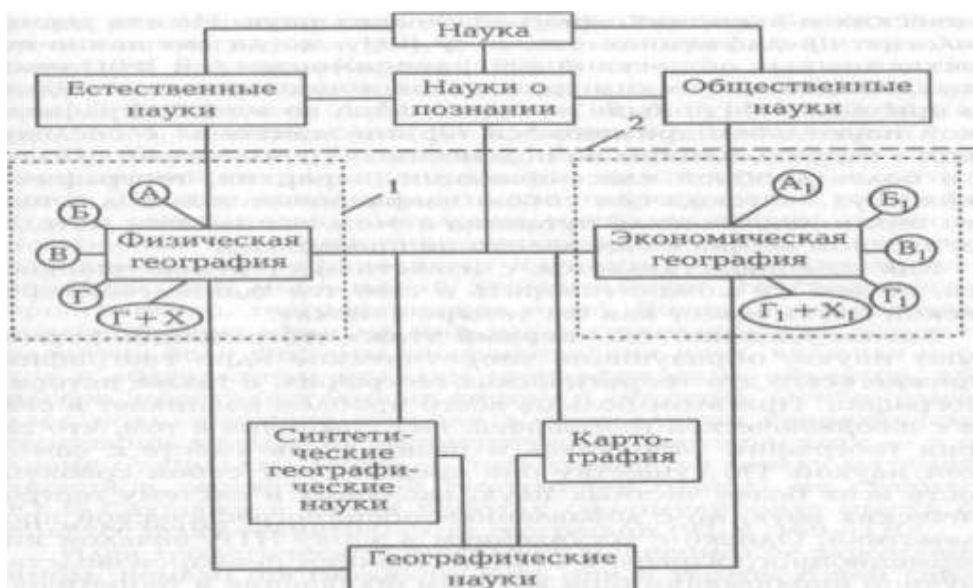 Наука
Естественные
науки
Науки о
познании
Общественные
науки
2
1
А
Б
В
Г
Г + Х
Физическая
география
А₁
Б₁
В₁
Г₁
Г₁ + Х₁
Экономическая
география
Синтети-
ческие
географи-
ческие
науки
Карто-
графия
Географические
науки